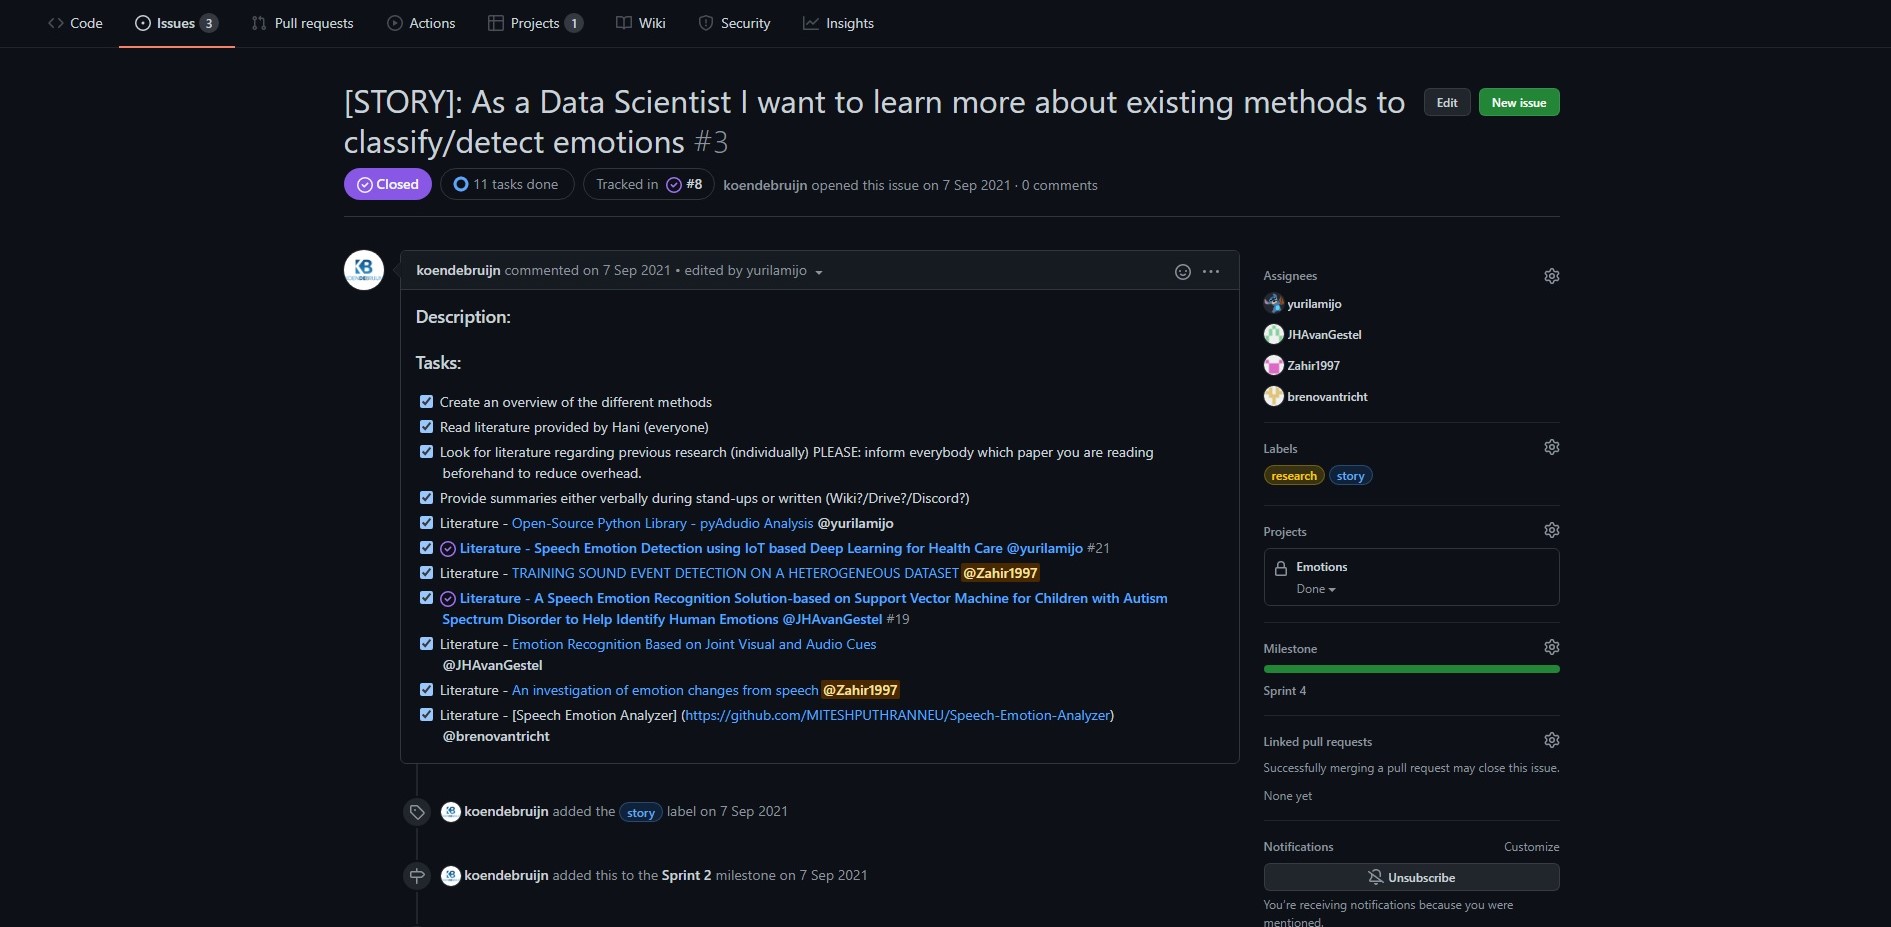 Code Issues 3 Pull requests Actions Projects 1 Wiki Security Insights
[STORY]: As a Data Scientist I want to learn more about existing methods to
classify/detect emotions #3
Edit New issue
Closed 11 tasks done Tracked in #8 koendebruijn opened this issue on 7 Sep 2021 · 0 comments
KB
koendebruijn commented on 7 Sep 2021 • edited by yurilamijo
Description:
Tasks:
Create an overview of the different methods
Read literature provided by Hani (everyone)
Look for literature regarding previous research (individually) PLEASE: inform everybody which paper you are reading
beforehand to reduce overhead.
Provide summaries either verbally during stand-ups or written (Wiki?/Drive?/Discord?)
Literature - Open-Source Python Library - pyAdudio Analysis @yurilamijo
Literature - Speech Emotion Detection using IoT based Deep Learning for Health Care @yurilamijo #21
Literature - TRAINING SOUND EVENT DETECTION ON A HETEROGENEOUS DATASET @Zahir1997
Literature - A Speech Emotion Recognition Solution-based on Support Vector Machine for Children with Autism
Spectrum Disorder to Help Identify Human Emotions @JHAvanGestel #19
Literature - Emotion Recognition Based on Joint Visual and Audio Cues
@JHAvanGestel
Literature - An investigation of emotion changes from speech @Zahir1997
Literature - [Speech Emotion Analyzer] (https://github.com/MITESHPUTHRANNEU/Speech-Emotion-Analyzer)
@brenovantricht
koendebruijn added the story label on 7 Sep 2021
koendebruijn added this to the Sprint 2 milestone on 7 Sep 2021
Assignees
yurilamijo
JHAvanGestel
Zahir1997
brenovantricht
Labels
research story
Projects
Emotions
Done
Milestone
Sprint 4
Linked pull requests
Successfully merging a pull request may close this issue.
None yet
Notifications Customize
Unsubscribe
You're receiving notifications because you were
mentioned.